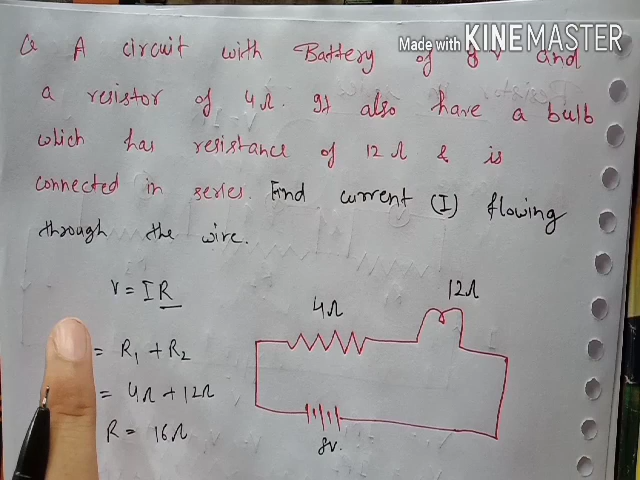 Q A circuit with Battery of 8 V and
Made with KINEMASTER
a resistor of 4Ω. It also have a bulb
which has resistance of 12 Ω & is
connected in series. Find current (I) flowing
through the wire.
V = IR
4Ω
12Ω
= R1 + R2
= 4Ω + 12Ω
R = 16Ω
8V.